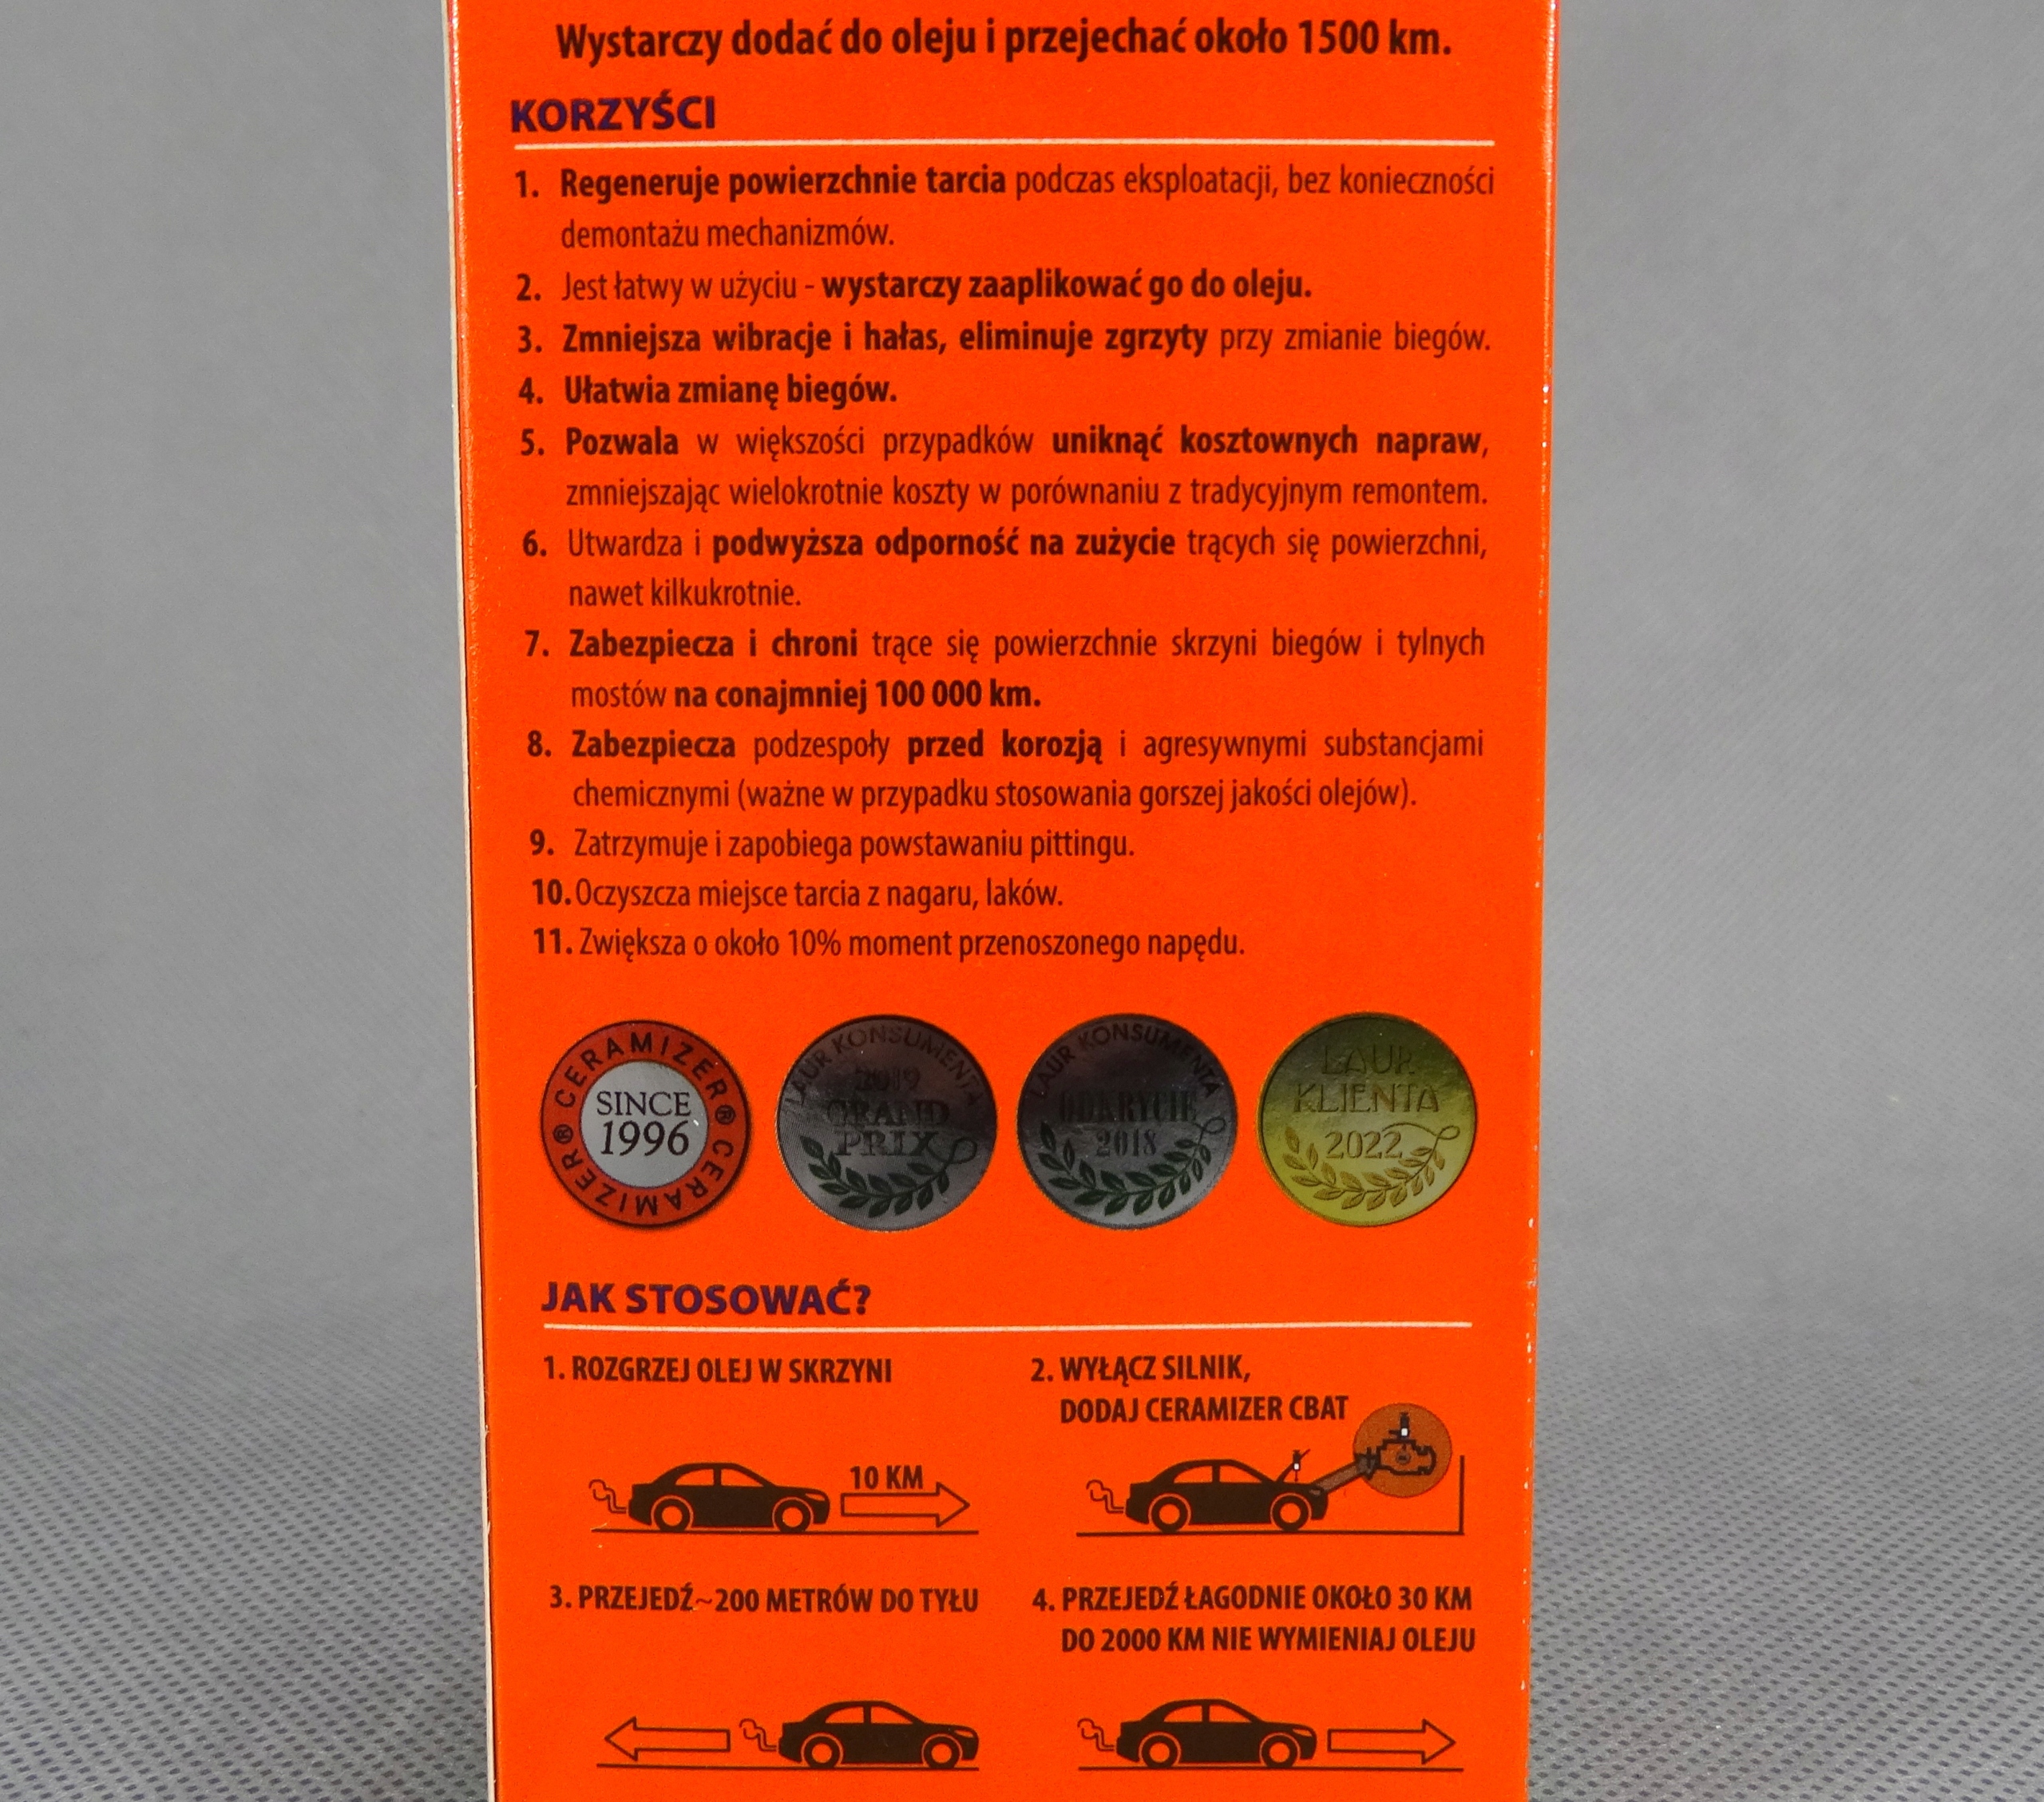 Wystarczy dodać do oleju i przejechać około 1500 km.
KORZYŚCI
1. Regeneruje powierzchnie tarcia podczas eksploatacji, bez konieczności
demontażu mechanizmów.
2. Jest łatwy w użyciu - wystarczy zaaplikować go do oleju.
3. Zmniejsza wibracje i hałas, eliminuje zgrzyty przy zmianie biegów.
4. Ułatwia zmianę biegów.
5. Pozwala w większości przypadków uniknąć kosztownych napraw,
zmniejszając wielokrotnie koszty w porównaniu z tradycyjnym remontem.
6. Utwardza i podwyższa odporność na zużycie trących się powierzchni,
nawet kilkukrotnie.
7. Zabezpiecza i chroni trące się powierzchnie skrzyni biegów i tylnych
mostów na conajmniej 100 000 km.
8. Zabezpiecza podzespoły przed korozją i agresywnymi substancjami
chemicznymi (ważne w przypadku stosowania gorszej jakości olejów).
9. Zatrzymuje i zapobiega powstawaniu pittingu.
10. Oczyszcza miejsce tarcia z nagaru, laków.
11. Zwiększa o około 10% moment przenoszonego napędu.
CERAMIZER® CERAMIZER® CERAMIZER®
SINCE
1996
LAUR KONSUMENTA
2019
GRAND
PRIX
LAUR KONSUMENTA
ODKRYCIE
2018
LAUR
KLIENTA
2022
JAK STOSOWAĆ?
1. ROZGRZEJ OLEJ W SKRZYNI
10 KM
2. WYŁĄCZ SILNIK,
DODAJ CERAMIZER CBAT
3. PRZEJEDŹ~200 METRÓW DO TYŁU
4. PRZEJEDŹ ŁAGODNIE OKOŁO 30 KM
DO 2000 KM NIE WYMIENIAJ OLEJU